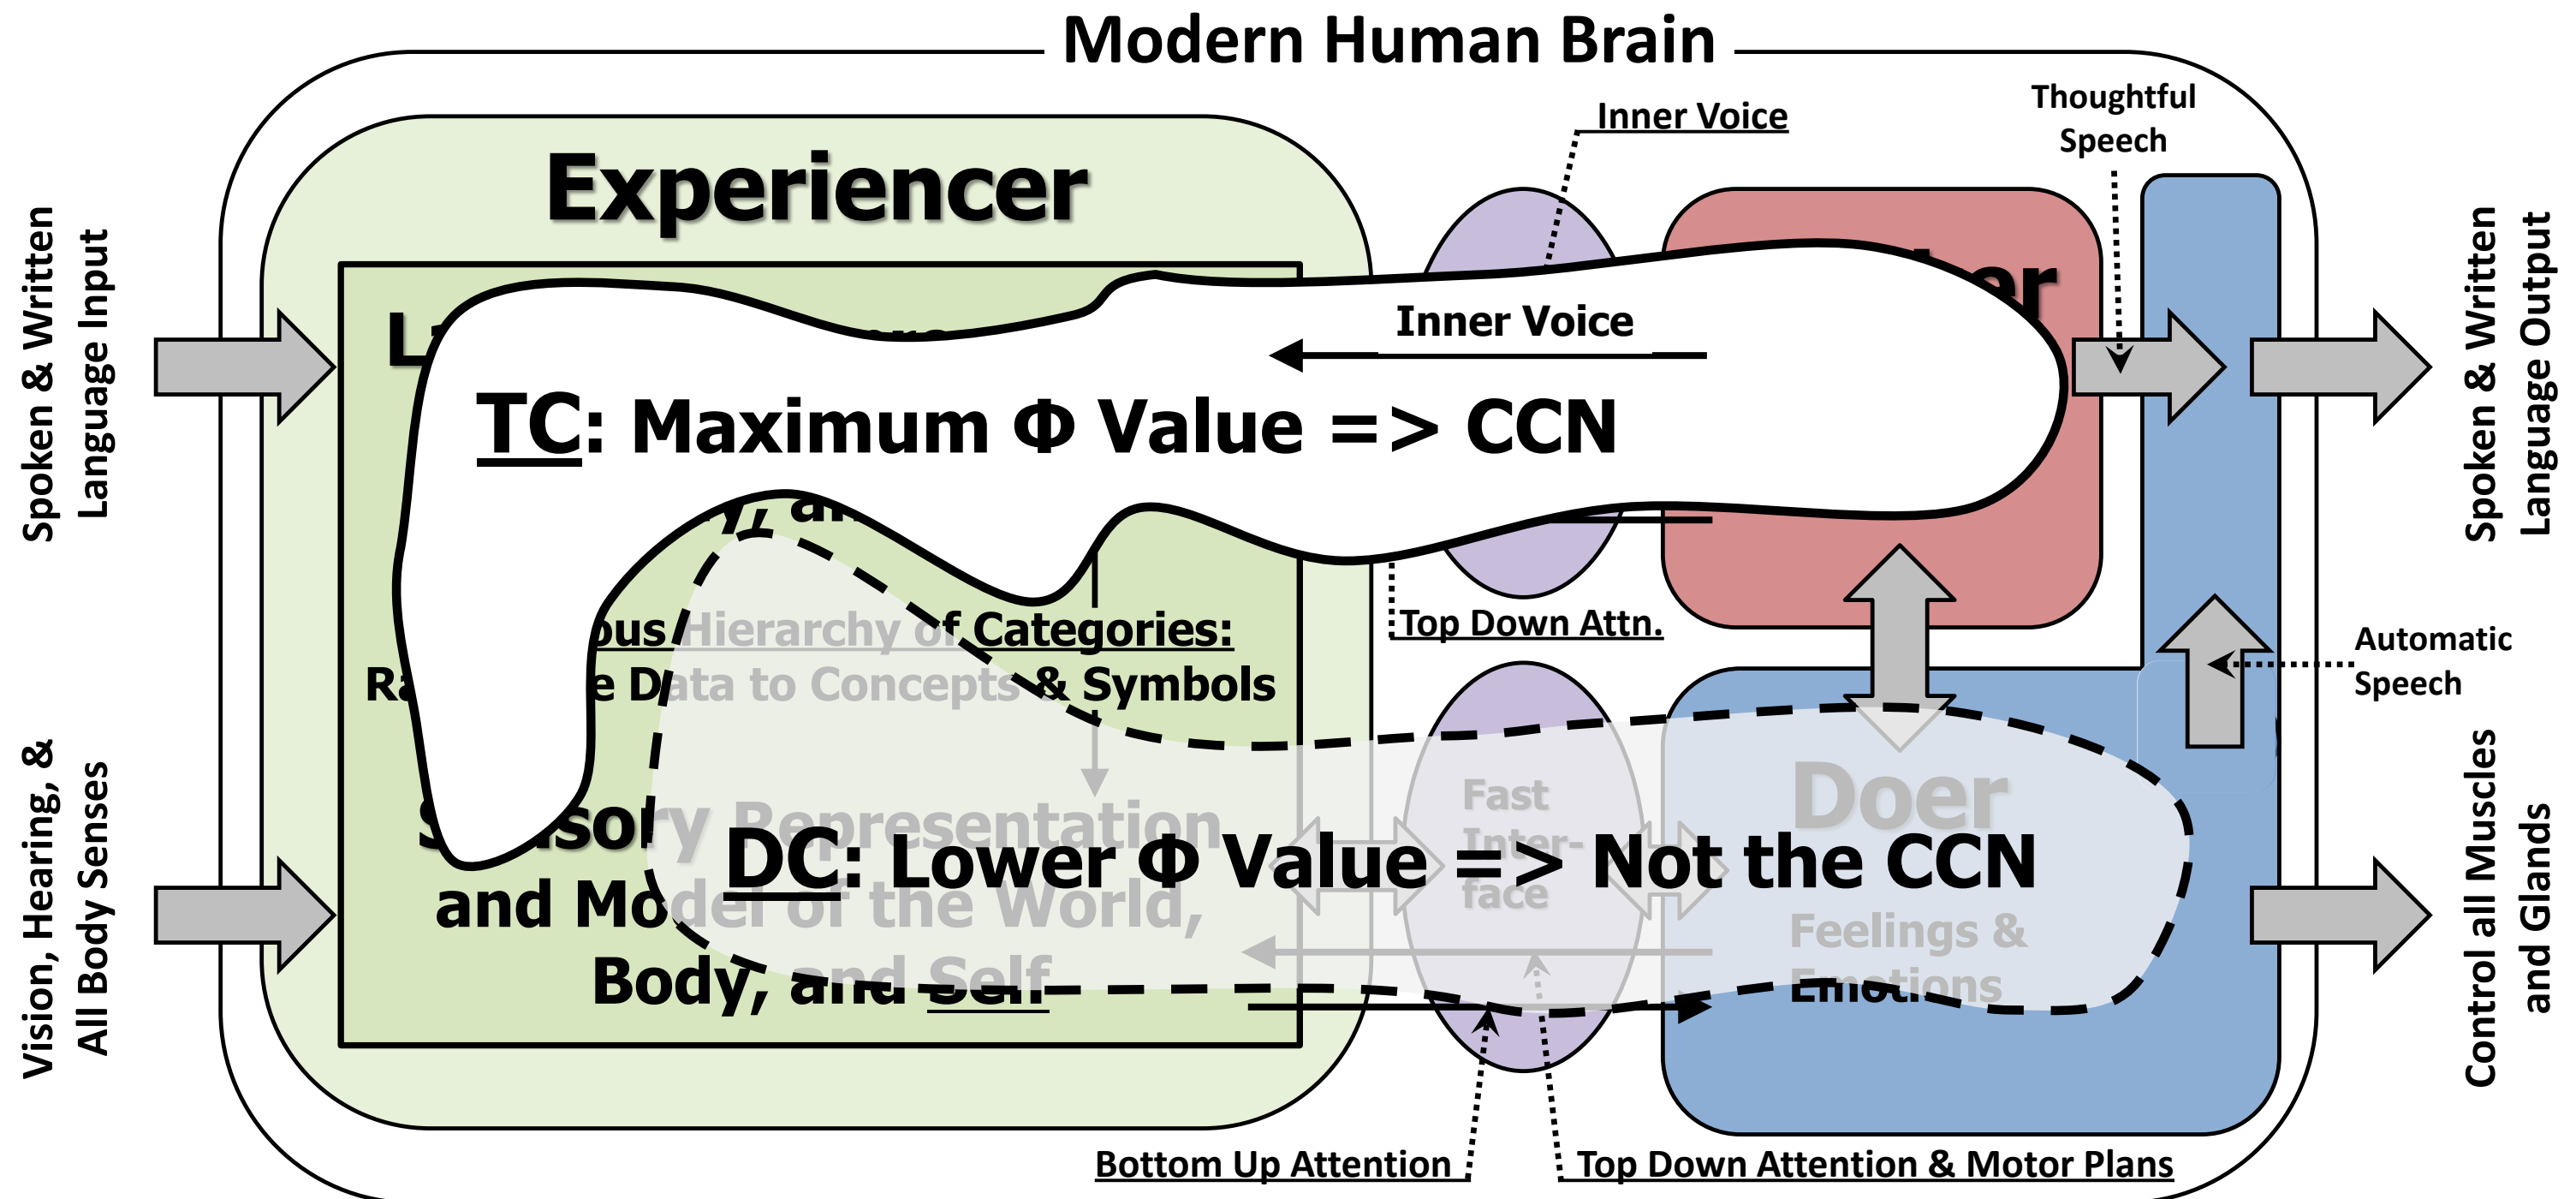 Modern Human Brain
Spoken & Written
Language Input
Vision, Hearing, &
All Body Senses
Experiencer
Inner Voice
Thoughtful
Speech
Inner Voice
TC: Maximum Φ Value => CCN
Hierarchy of Categories:
Data to Concepts & Symbols
Top Down Attn.
Automatic
Speech
Sensory Representation
and Model of the World,
Body, and Self
Fast
Inter-
face
Doer
Feelings &
Emotions
DC: Lower Φ Value => Not the CCN
Bottom Up Attention
Top Down Attention & Motor Plans
Spoken & Written
Language Output
Control all Muscles
and Glands